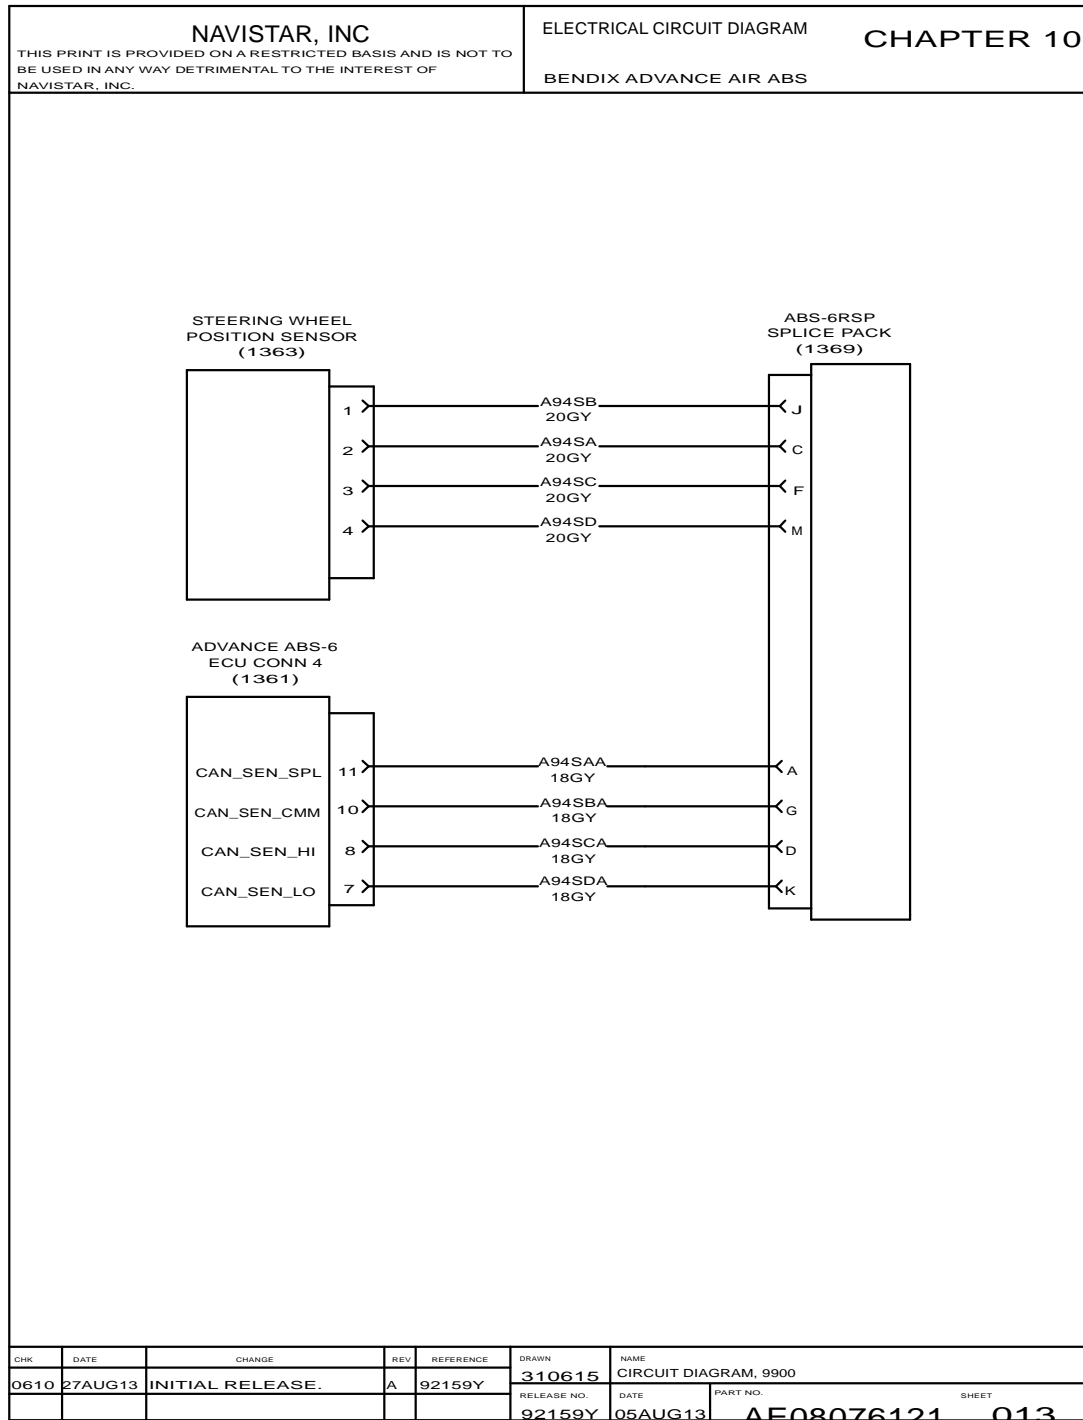 NAVISTAR, INC
THIS PRINT IS PROVIDED ON A RESTRICTED BASIS AND IS NOT TO
BE USED IN ANY WAY DETRIMENTAL TO THE INTEREST OF
NAVISTAR, INC.
ELECTRICAL CIRCUIT DIAGRAM
BENDIX ADVANCE AIR ABS
CHAPTER 10
STEERING WHEEL
POSITION SENSOR
(1363)
ABS-6RSP
SPLICE PACK
(1369)
1 A94SB J
20GY
2 A94SA C
20GY
3 A94SC F
20GY
4 A94SD M
20GY
ADVANCE ABS-6
ECU CONN 4
(1361)
CAN_SEN_SPL 11 A94SAA A
18GY
CAN_SEN_CMM 10 A94SBA G
18GY
CAN_SEN_HI 8 A94SCA D
18GY
CAN_SEN_LO 7 A94SDA K
18GY
CHK DATE CHANGE REV REFERENCE
0610 27AUG13 INITIAL RELEASE. A 92159Y
DRAWN NAME
310615 CIRCUIT DIAGRAM, 9900
RELEASE NO. DATE PART NO. SHEET
92159Y 05AUG13 AE08076121 013